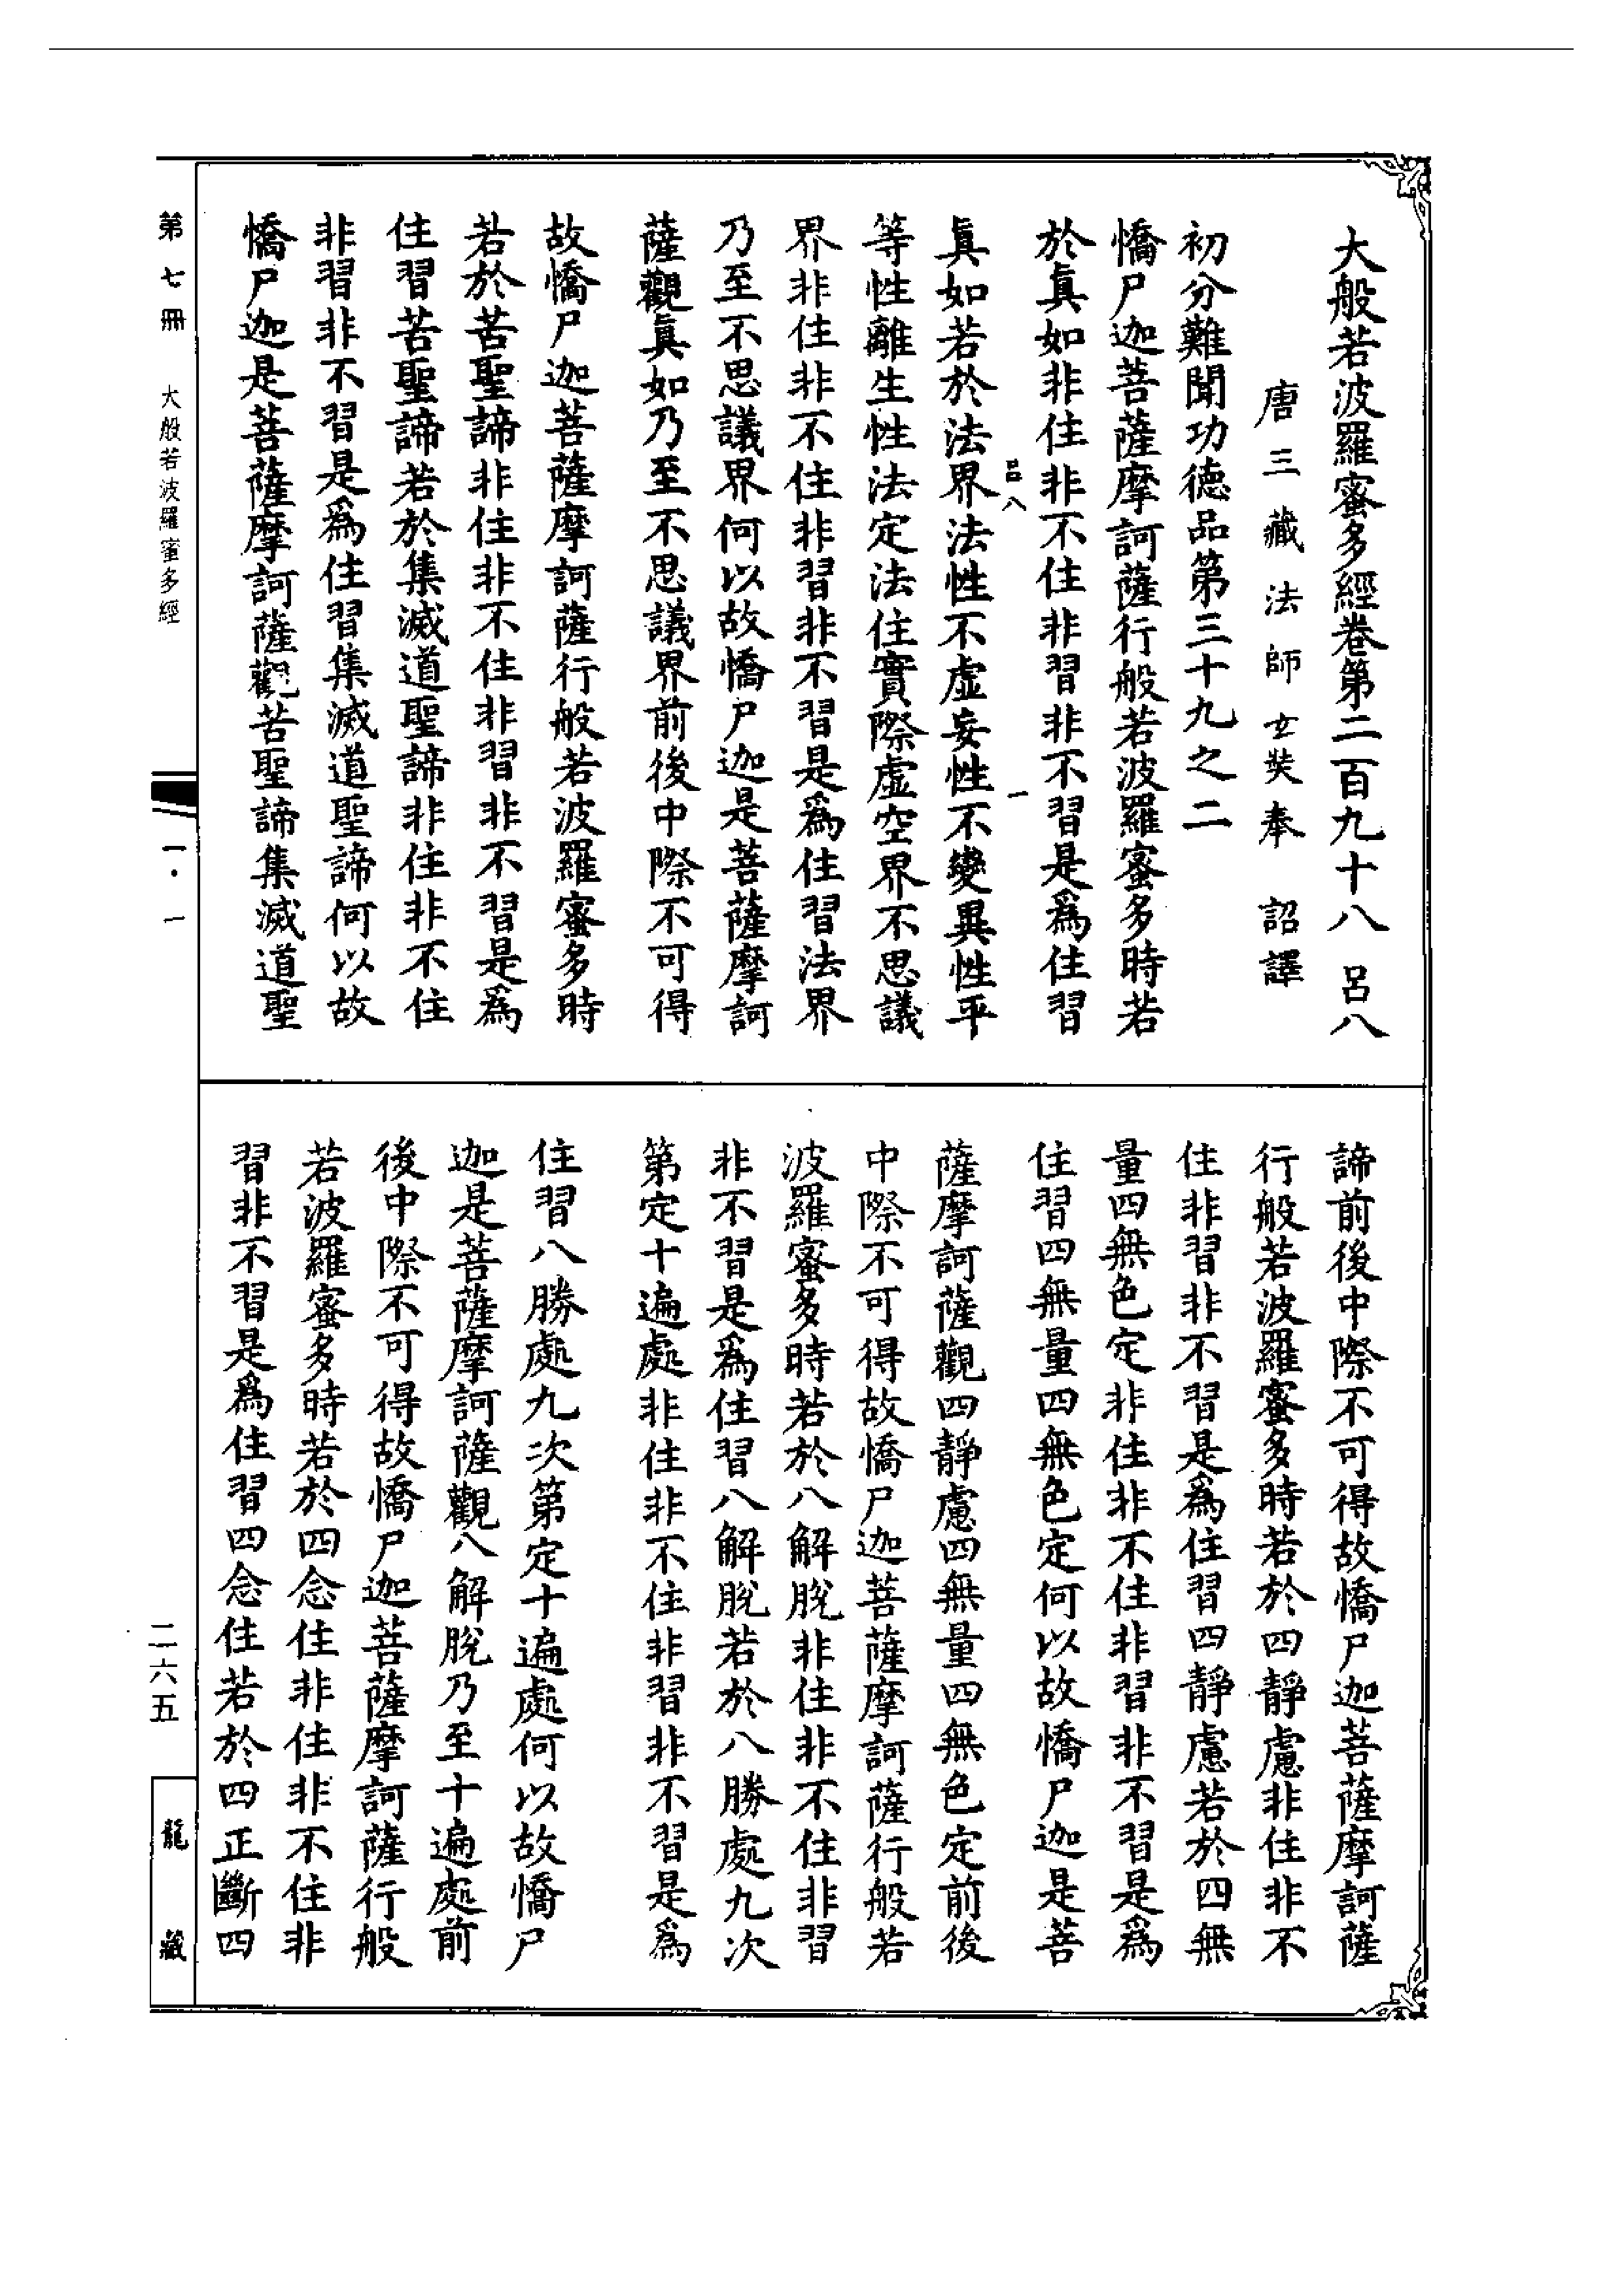 大般若波羅蜜多經卷第二百九十八 呂八
唐三藏法師玄奘奉 詔譯
初分難聞功德品第三十九之二
憍尸迦菩薩摩訶薩行般若波羅蜜多時若
於眞如非住非不住非習非不習是爲住習
呂八 一
眞如若於法界法性不虛妄性不變異性平
等性離生性法定法住實際虛空界不思議
界非住非不住非習非不習是爲住習法界
乃至不思議界何以故憍尸迦是菩薩摩訶
薩觀眞如乃至不思議界前後中際不可得
故憍尸迦菩薩摩訶薩行般若波羅蜜多時
若於苦聖諦非住非不住非習非不習是爲
住習苦聖諦若於集滅道聖諦非住非不住
非習非不習是爲住習集滅道聖諦何以故
憍尸迦是菩薩摩訶薩觀苦聖諦集滅道聖
諦前後中際不可得故憍尸迦菩薩摩訶薩
行般若波羅蜜多時若於四靜慮非住非不
住非習非不習是爲住習四靜慮若於四無
量四無色定非住非不住非習非不習是爲
住習四無量四無色定何以故憍尸迦是菩
薩摩訶薩觀四靜慮四無量四無色定前後
中際不可得故憍尸迦菩薩摩訶薩行般若
波羅蜜多時若於八解脫非住非不住非習
非不習是爲住習八解脫若於八勝處九次
第定十遍處非住非不住非習非不習是爲
住習八勝處九次第定十遍處何以故憍尸
迦是菩薩摩訶薩觀八解脫乃至十遍處前
後中際不可得故憍尸迦菩薩摩訶薩行般
若波羅蜜多時若於四念住非住非不住非
習非不習是爲住習四念住若於四正斷四
第七冊 大般若波羅蜜多經 一·一 二六五 龍藏